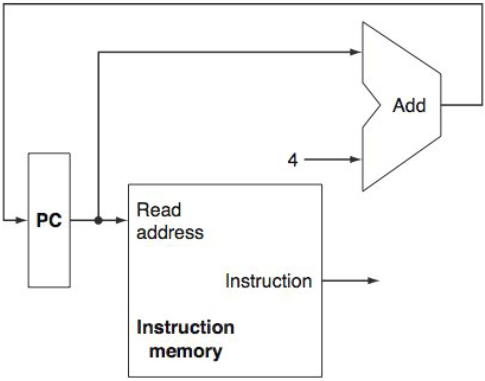 Add
4
PC
Read
address
Instruction
Instruction
memory